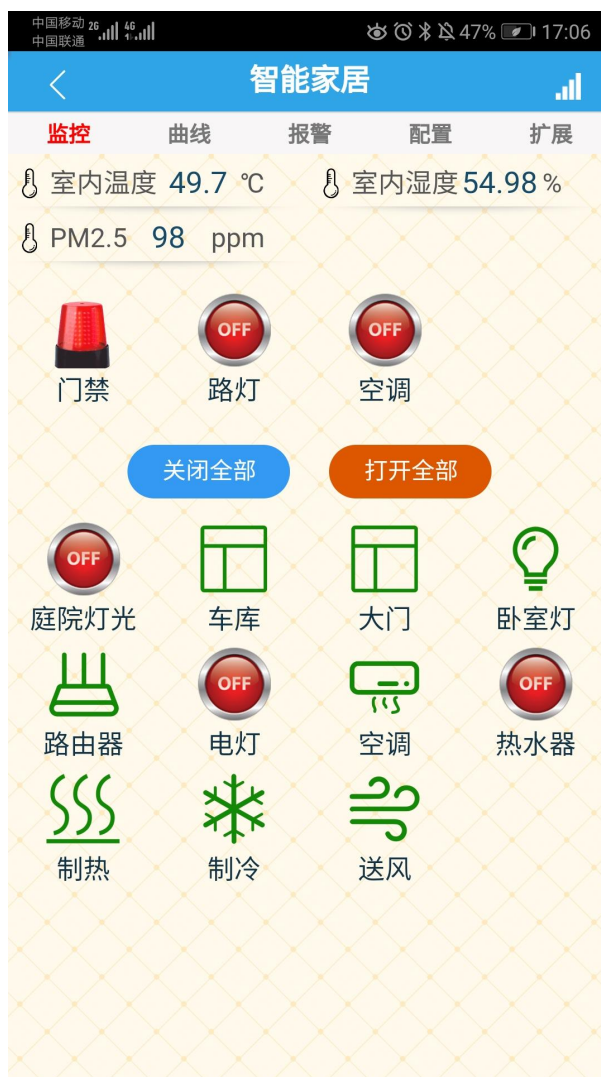 中国移动 2G 4G
中国联通 47% 17:06
智能家居
监控 曲线 报警 配置 扩展
室内温度 49.7 ℃ 室内湿度 54.98 %
PM2.5 98 ppm
OFF OFF
门禁 路灯 空调
关闭全部 打开全部
OFF
庭院灯光 车库 大门 卧室灯
OFF OFF
路由器 电灯 空调 热水器
制热 制冷 送风